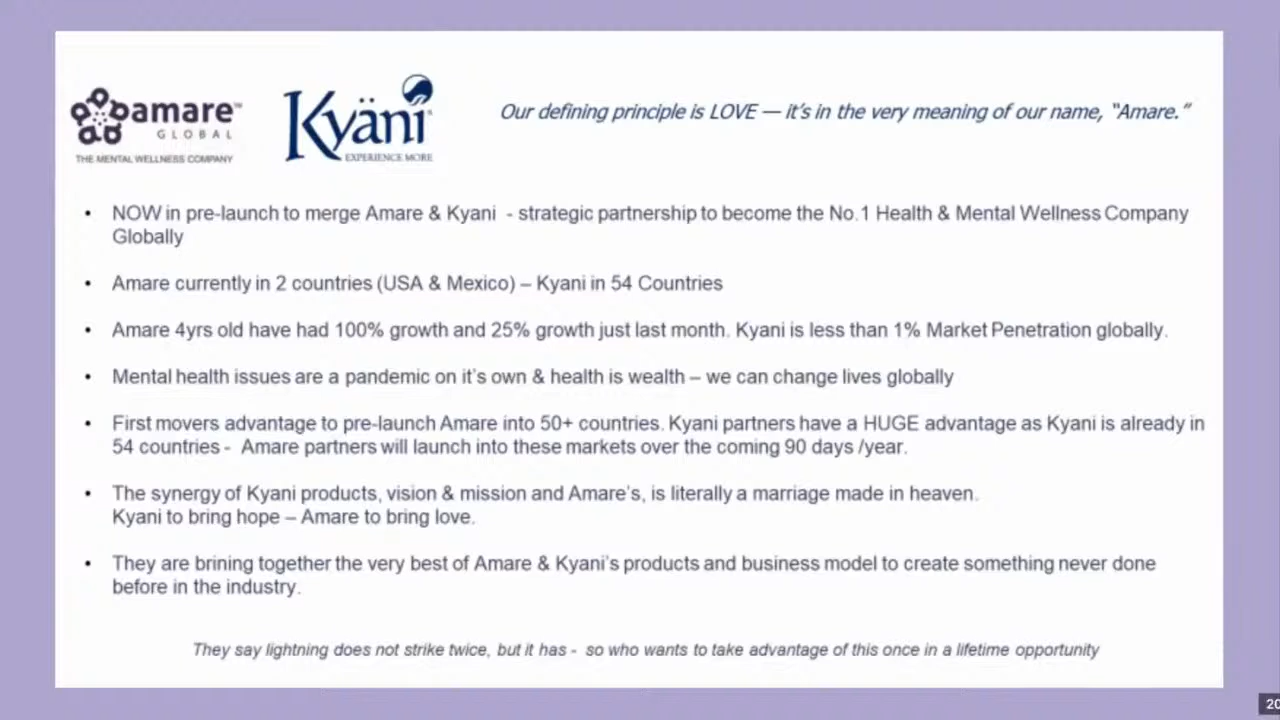 amare™
GLOBAL
THE MENTAL WELLNESS COMPANY
Kyäni
EXPERIENCE MORE
Our defining principle is LOVE — it's in the very meaning of our name, "Amare."
• NOW in pre-launch to merge Amare & Kyani - strategic partnership to become the No.1 Health & Mental Wellness Company
Globally
• Amare currently in 2 countries (USA & Mexico) – Kyani in 54 Countries
• Amare 4yrs old have had 100% growth and 25% growth just last month. Kyani is less than 1% Market Penetration globally.
• Mental health issues are a pandemic on it's own & health is wealth – we can change lives globally
• First movers advantage to pre-launch Amare into 50+ countries. Kyani partners have a HUGE advantage as Kyani is already in
54 countries - Amare partners will launch into these markets over the coming 90 days /year.
• The synergy of Kyani products, vision & mission and Amare's, is literally a marriage made in heaven.
Kyani to bring hope – Amare to bring love.
• They are brining together the very best of Amare & Kyani's products and business model to create something never done
before in the industry.
They say lightning does not strike twice, but it has - so who wants to take advantage of this once in a lifetime opportunity